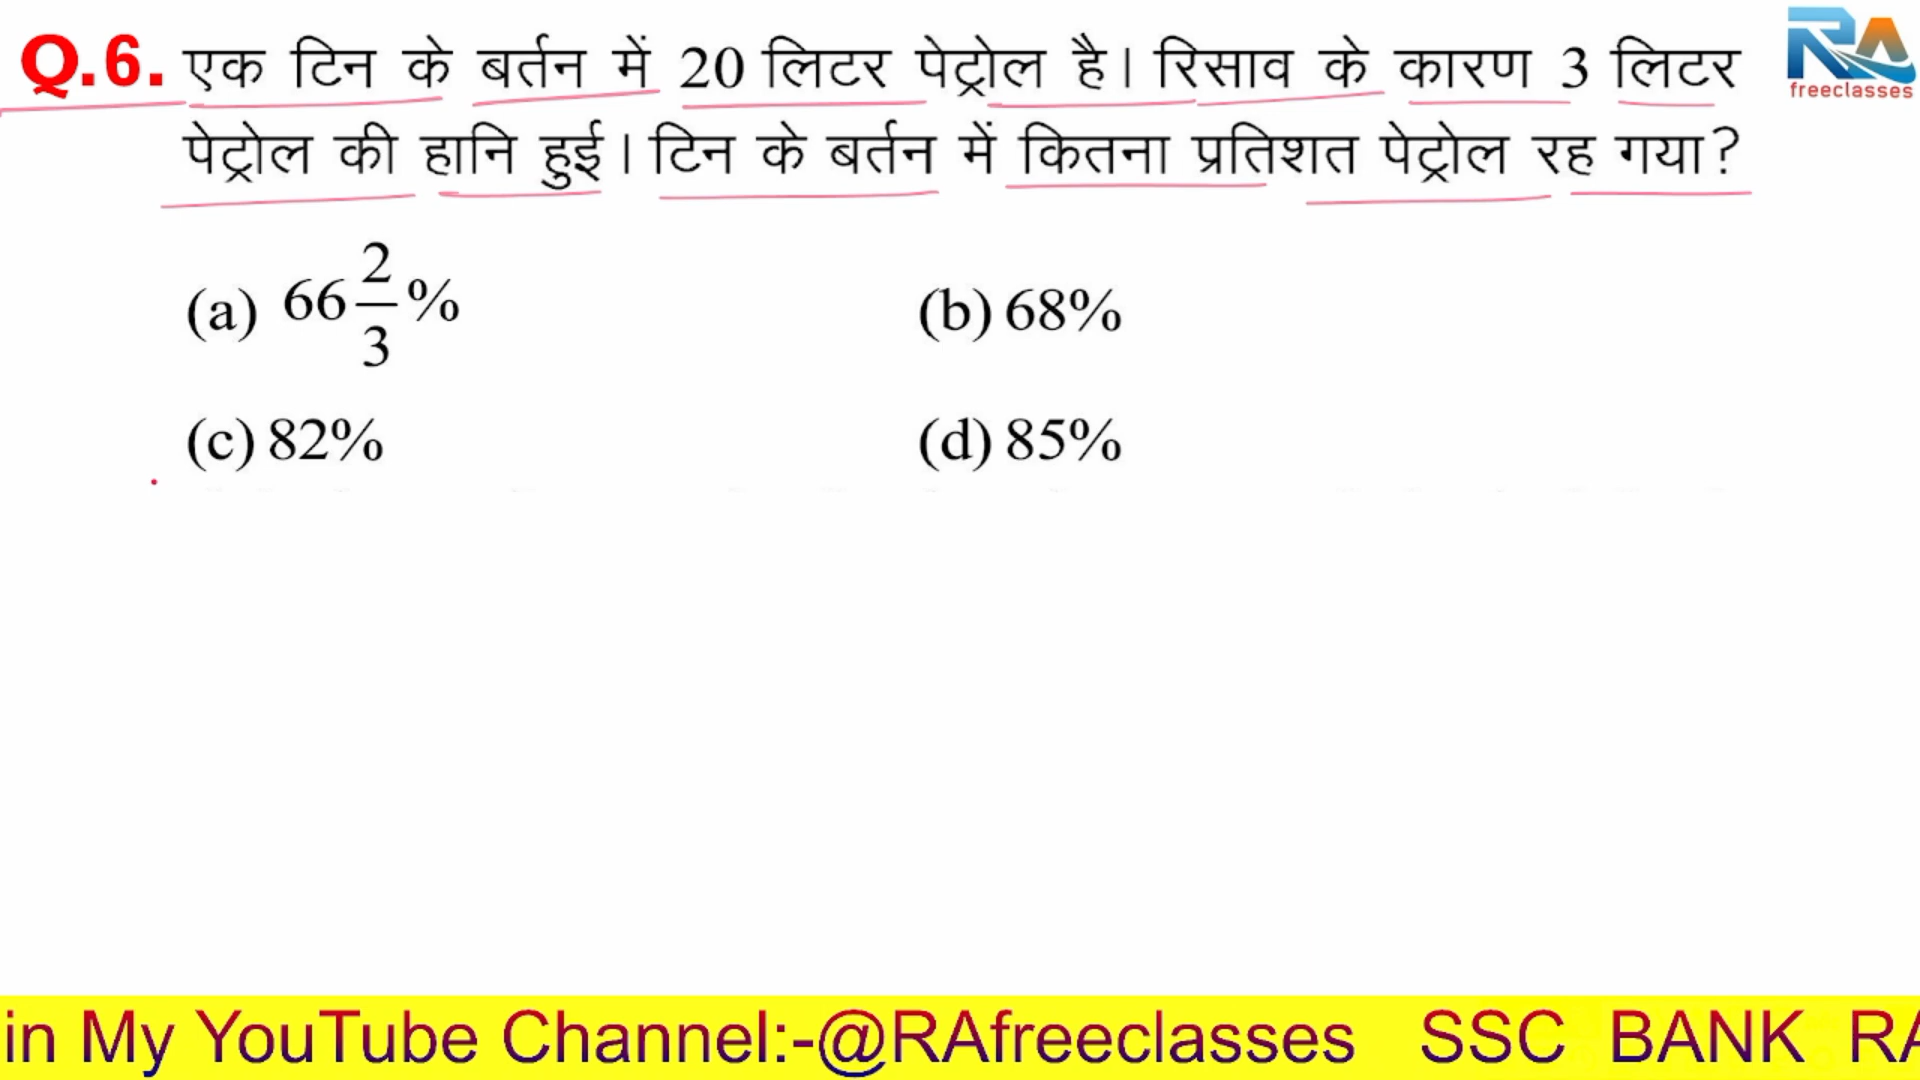 Q.6. एक टिन के बर्तन में 20 लिटर पेट्रोल है। रिसाव के कारण 3 लिटर
पेट्रोल की हानि हुई। टिन के बर्तन में कितना प्रतिशत पेट्रोल रह गया?
(a) 66 2/3 % (b) 68%
(c) 82% (d) 85%
RA
freeclasses
in My YouTube Channel:-@RAfreeclasses SSC BANK RA